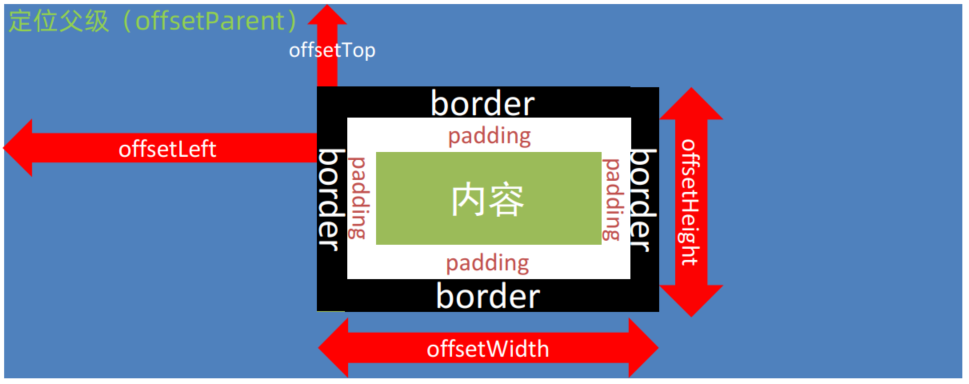 定位父级（offsetParent）
offsetTop
border
padding
offsetLeft
border
padding
内容
padding
border
offsetHeight
padding
border
offsetWidth